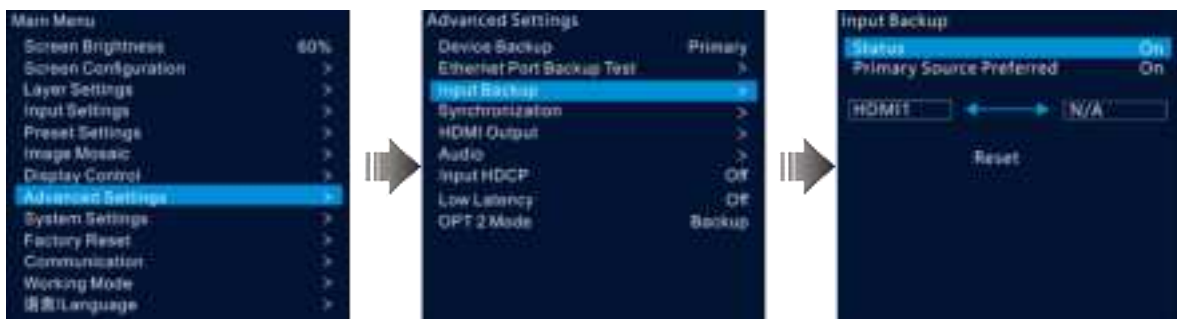 Main Menu
Screen Brightness 60%
Screen Configuration >
Layer Settings >
Input Settings >
Preset Settings >
Image Mosaic >
Display Control >
Advanced Settings >
System Settings >
Factory Reset >
Communication >
Working Mode >
语言/Language >
Advanced Settings
Device Backup Primary
Ethernet Port Backup Test >
Input Backup >
Synchronization >
HDMI Output >
Audio >
Input HDCP Off
Low Latency Off
OPT 2 Mode Backup
Input Backup
Status On
Primary Source Preferred On
HDMI1 N/A
Reset